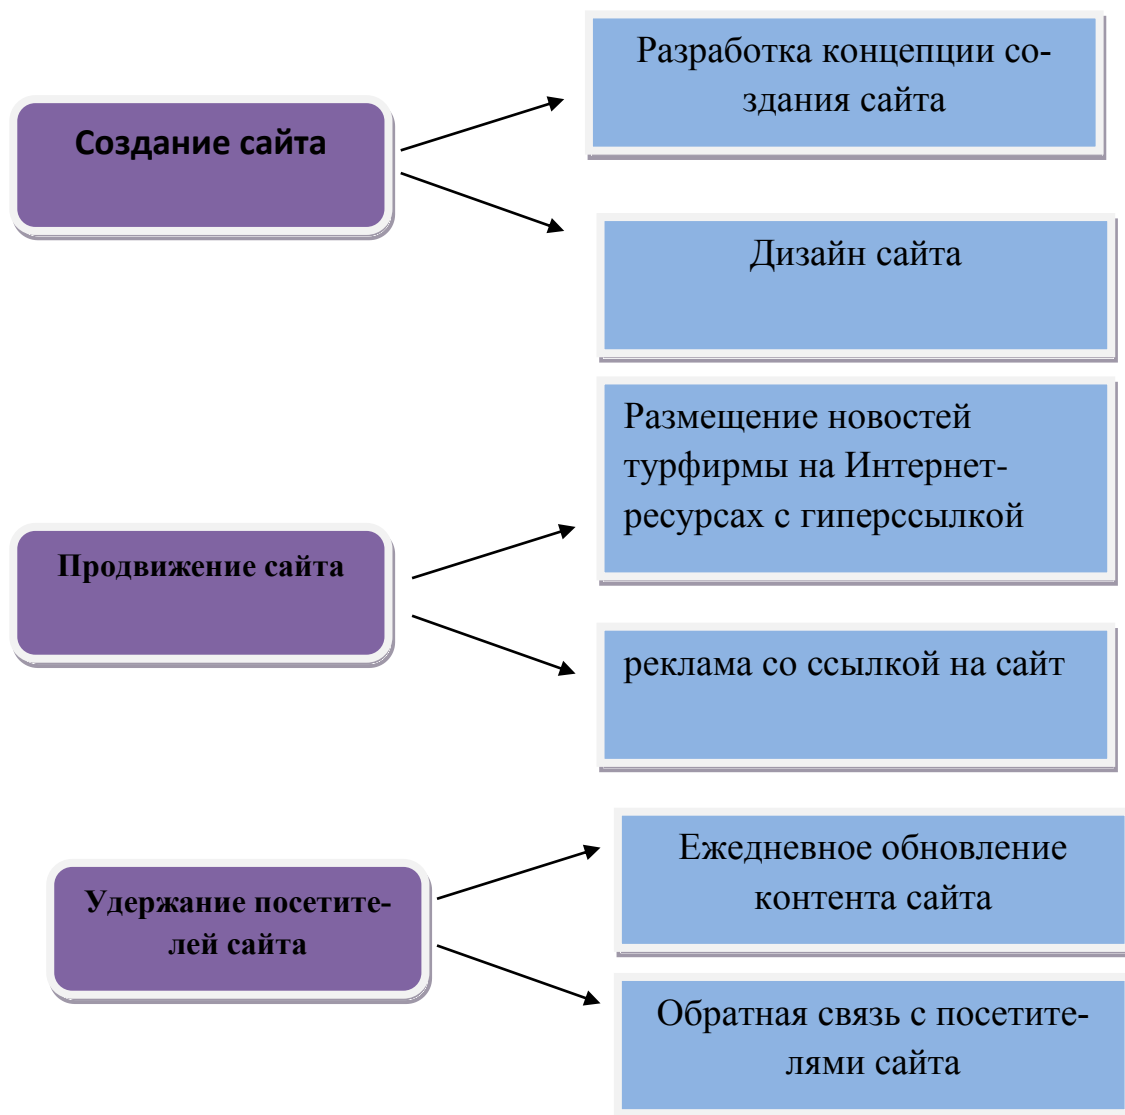 Создание сайта
Разработка концепции со-
здания сайта
Дизайн сайта
Продвижение сайта
Размещение новостей
турфирмы на Интернет-
ресурсах с гиперссылкой
реклама со ссылкой на сайт
Удержание посетите-
лей сайта
Ежедневное обновление
контента сайта
Обратная связь с посетите-
лями сайта